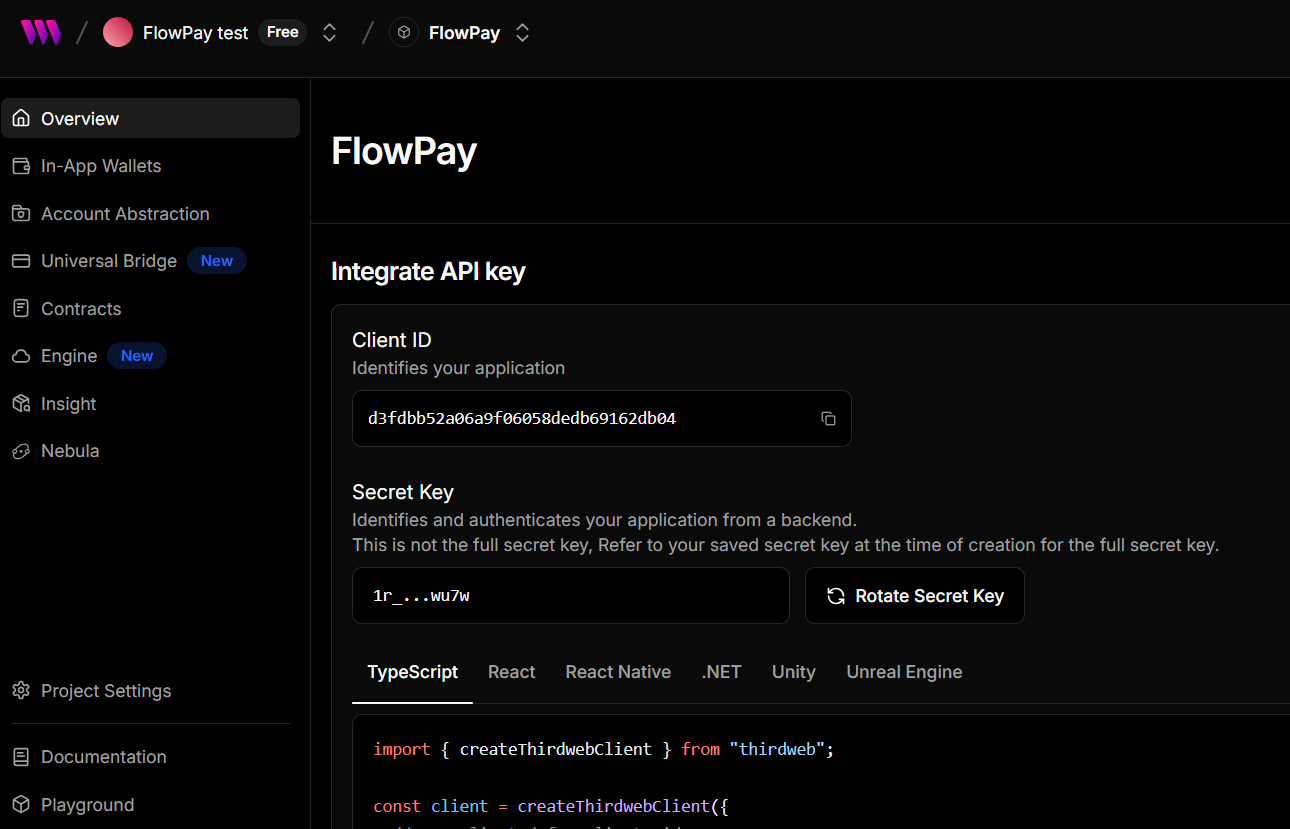 FlowPay test Free
FlowPay
Overview
In-App Wallets
Account Abstraction
Universal Bridge New
Contracts
Engine New
Insight
Nebula
Project Settings
Documentation
Playground
FlowPay
Integrate API key
Client ID
Identifies your application
d3fdbb52a06a9f06058dedb69162db04
Secret Key
Identifies and authenticates your application from a backend.
This is not the full secret key, Refer to your saved secret key at the time of creation for the full secret key.
1r_...wu7w
Rotate Secret Key
TypeScript React React Native .NET Unity Unreal Engine
import { createThirdwebClient } from "thirdweb";
const client = createThirdwebClient({